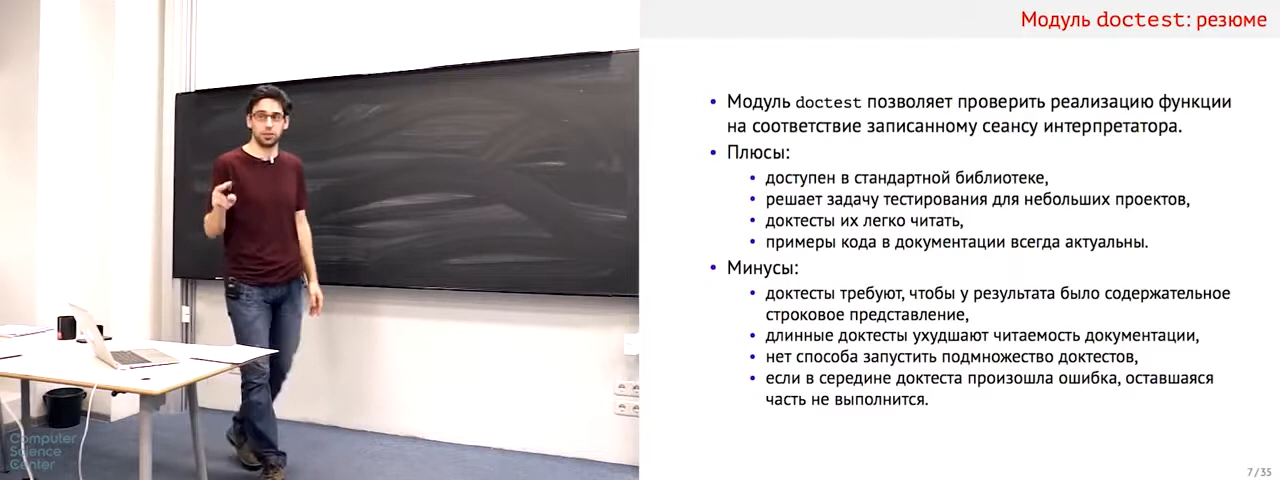 Модуль doctest: резюме
• Модуль doctest позволяет проверить реализацию функции
на соответствие записанному сеансу интерпретатора.
• Плюсы:
• доступен в стандартной библиотеке,
• решает задачу тестирования для небольших проектов,
• доктесты их легко читать,
• примеры кода в документации всегда актуальны.
• Минусы:
• доктесты требуют, чтобы у результата было содержательное
строковое представление,
• длинные доктесты ухудшают читаемость документации,
• нет способа запустить подмножество доктестов,
• если в середине доктеста произошла ошибка, оставшаяся
часть не выполнится.
7 / 35
Computer
Science
Center